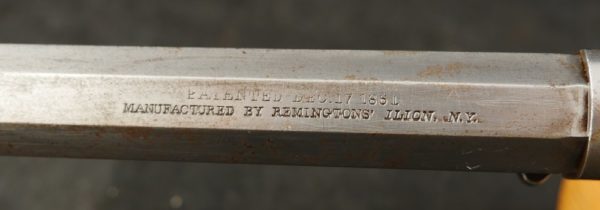 PATENTED DEC. 17 1861
MANUFACTURED BY REMINGTONS' ILION, N.Y.